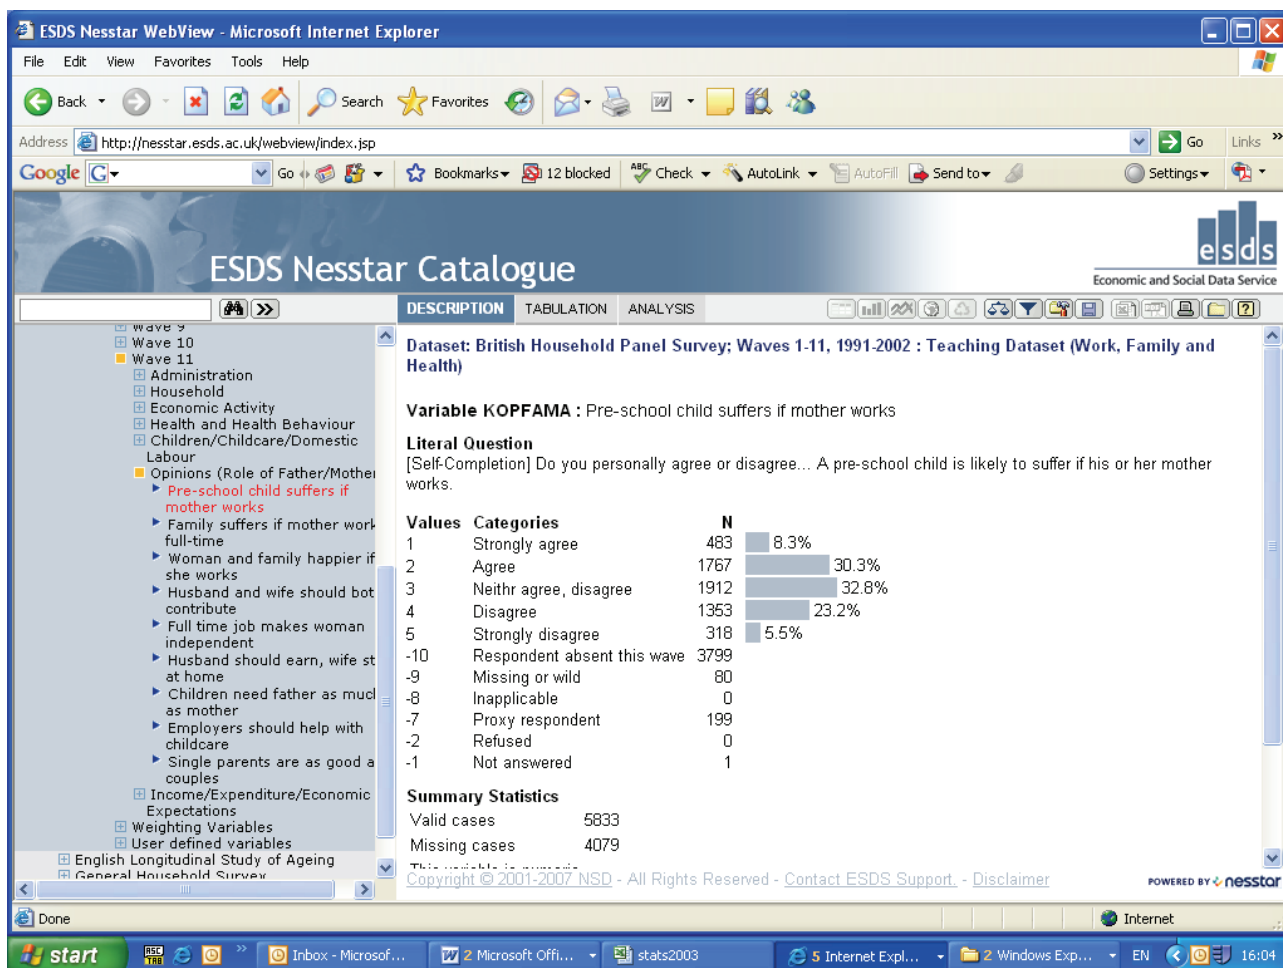 ESDS Nesstar WebView - Microsoft Internet Explorer
File Edit View Favorites Tools Help
Back Search Favorites
Address http://nesstar.esds.ac.uk/webview/index.jsp Go Links »
Google G Go Bookmarks 12 blocked ABC Check AutoLink AutoFill Send to Settings
ESDS Nesstar Catalogue
esds
Economic and Social Data Service
DESCRIPTION TABULATION ANALYSIS
Wave 9
Wave 10
Wave 11
Administration
Household
Economic Activity
Health and Health Behaviour
Children/Childcare/Domestic
Labour
Opinions (Role of Father/Mother
Pre-school child suffers if
mother works
Family suffers if mother work
full-time
Woman and family happier if
she works
Husband and wife should bot
contribute
Full time job makes woman
independent
Husband should earn, wife st
at home
Children need father as much
as mother
Employers should help with
childcare
Single parents are as good a
couples
Income/Expenditure/Economic
Expectations
Weighting Variables
User defined variables
English Longitudinal Study of Ageing
General Household Survey
Dataset: British Household Panel Survey; Waves 1-11, 1991-2002 : Teaching Dataset (Work, Family and
Health)
Variable KOPFAMA : Pre-school child suffers if mother works
Literal Question
[Self-Completion] Do you personally agree or disagree... A pre-school child is likely to suffer if his or her mother
works.
Values Categories N
1 Strongly agree 483 8.3%
2 Agree 1767 30.3%
3 Neithr agree, disagree 1912 32.8%
4 Disagree 1353 23.2%
5 Strongly disagree 318 5.5%
-10 Respondent absent this wave 3799
-9 Missing or wild 80
-8 Inapplicable 0
-7 Proxy respondent 199
-2 Refused 0
-1 Not answered 1
Summary Statistics
Valid cases 5833
Missing cases 4079
This variable is numeric
Copyright © 2001-2007 NSD - All Rights Reserved - Contact ESDS Support. - Disclaimer
POWERED BY nesstar
Done Internet
start ASC TAB » Inbox - Microsof... 2 Microsoft Offi... stats2003 5 Internet Expl... 2 Windows Exp... EN 16:04